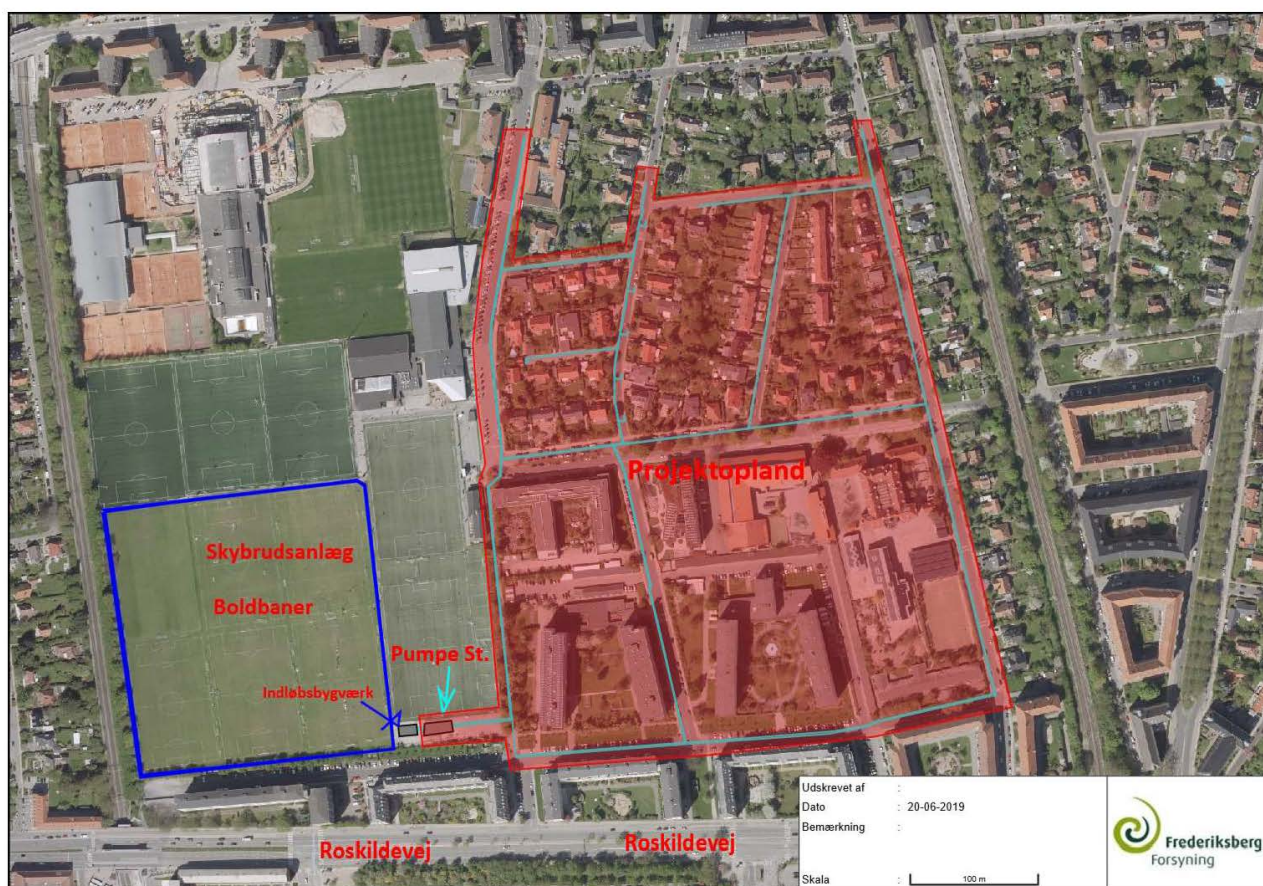 Projektopland
Skybrudsanlæg
Boldbaner
Pumpe St.
Indløbsbygværk
Roskildevej
Roskildevej
Udskrevet af :
Dato : 20-06-2019
Bemærkning :
Skala : 100 m
Frederiksberg
Forsyning